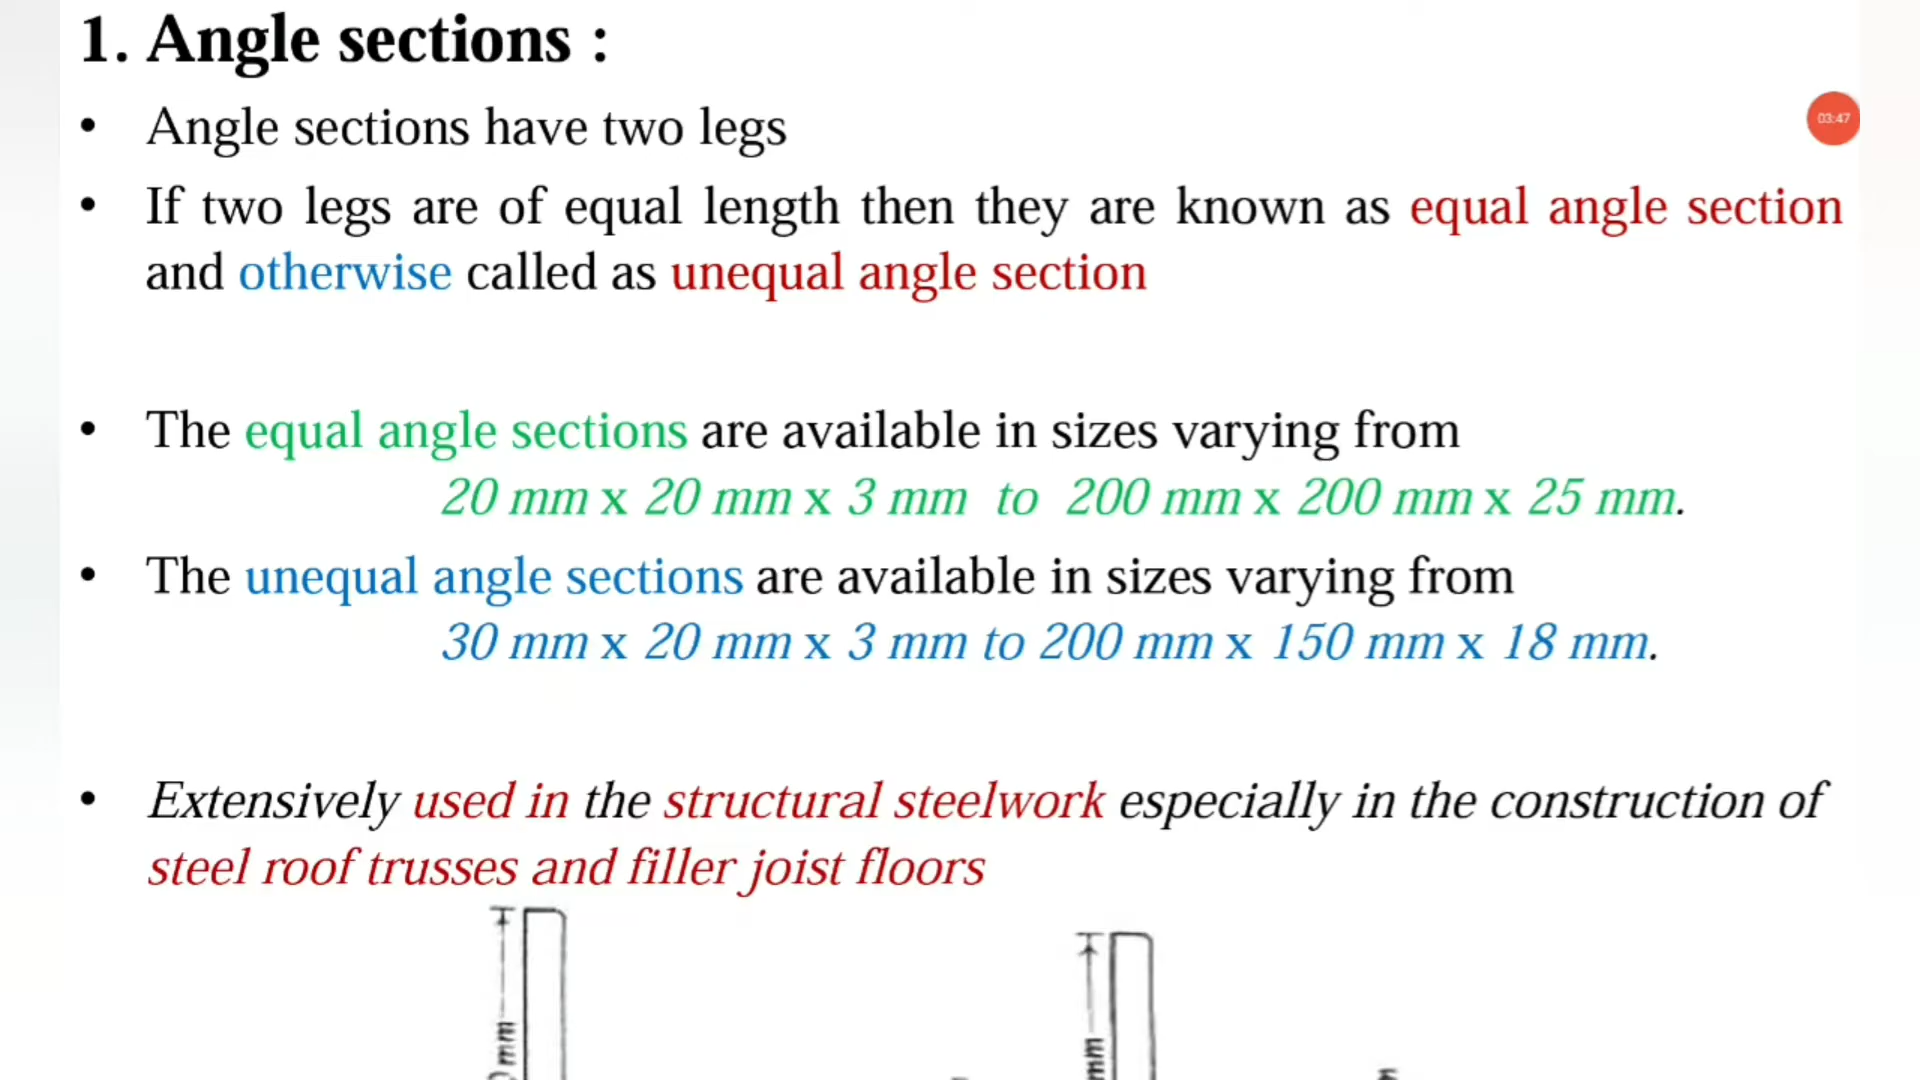 1. Angle sections :
• Angle sections have two legs
03:47
• If two legs are of equal length then they are known as equal angle section
and otherwise called as unequal angle section
• The equal angle sections are available in sizes varying from
20 mm x 20 mm x 3 mm to 200 mm x 200 mm x 25 mm.
• The unequal angle sections are available in sizes varying from
30 mm x 20 mm x 3 mm to 200 mm x 150 mm x 18 mm.
• Extensively used in the structural steelwork especially in the construction of
steel roof trusses and filler joist floors
mm
mm